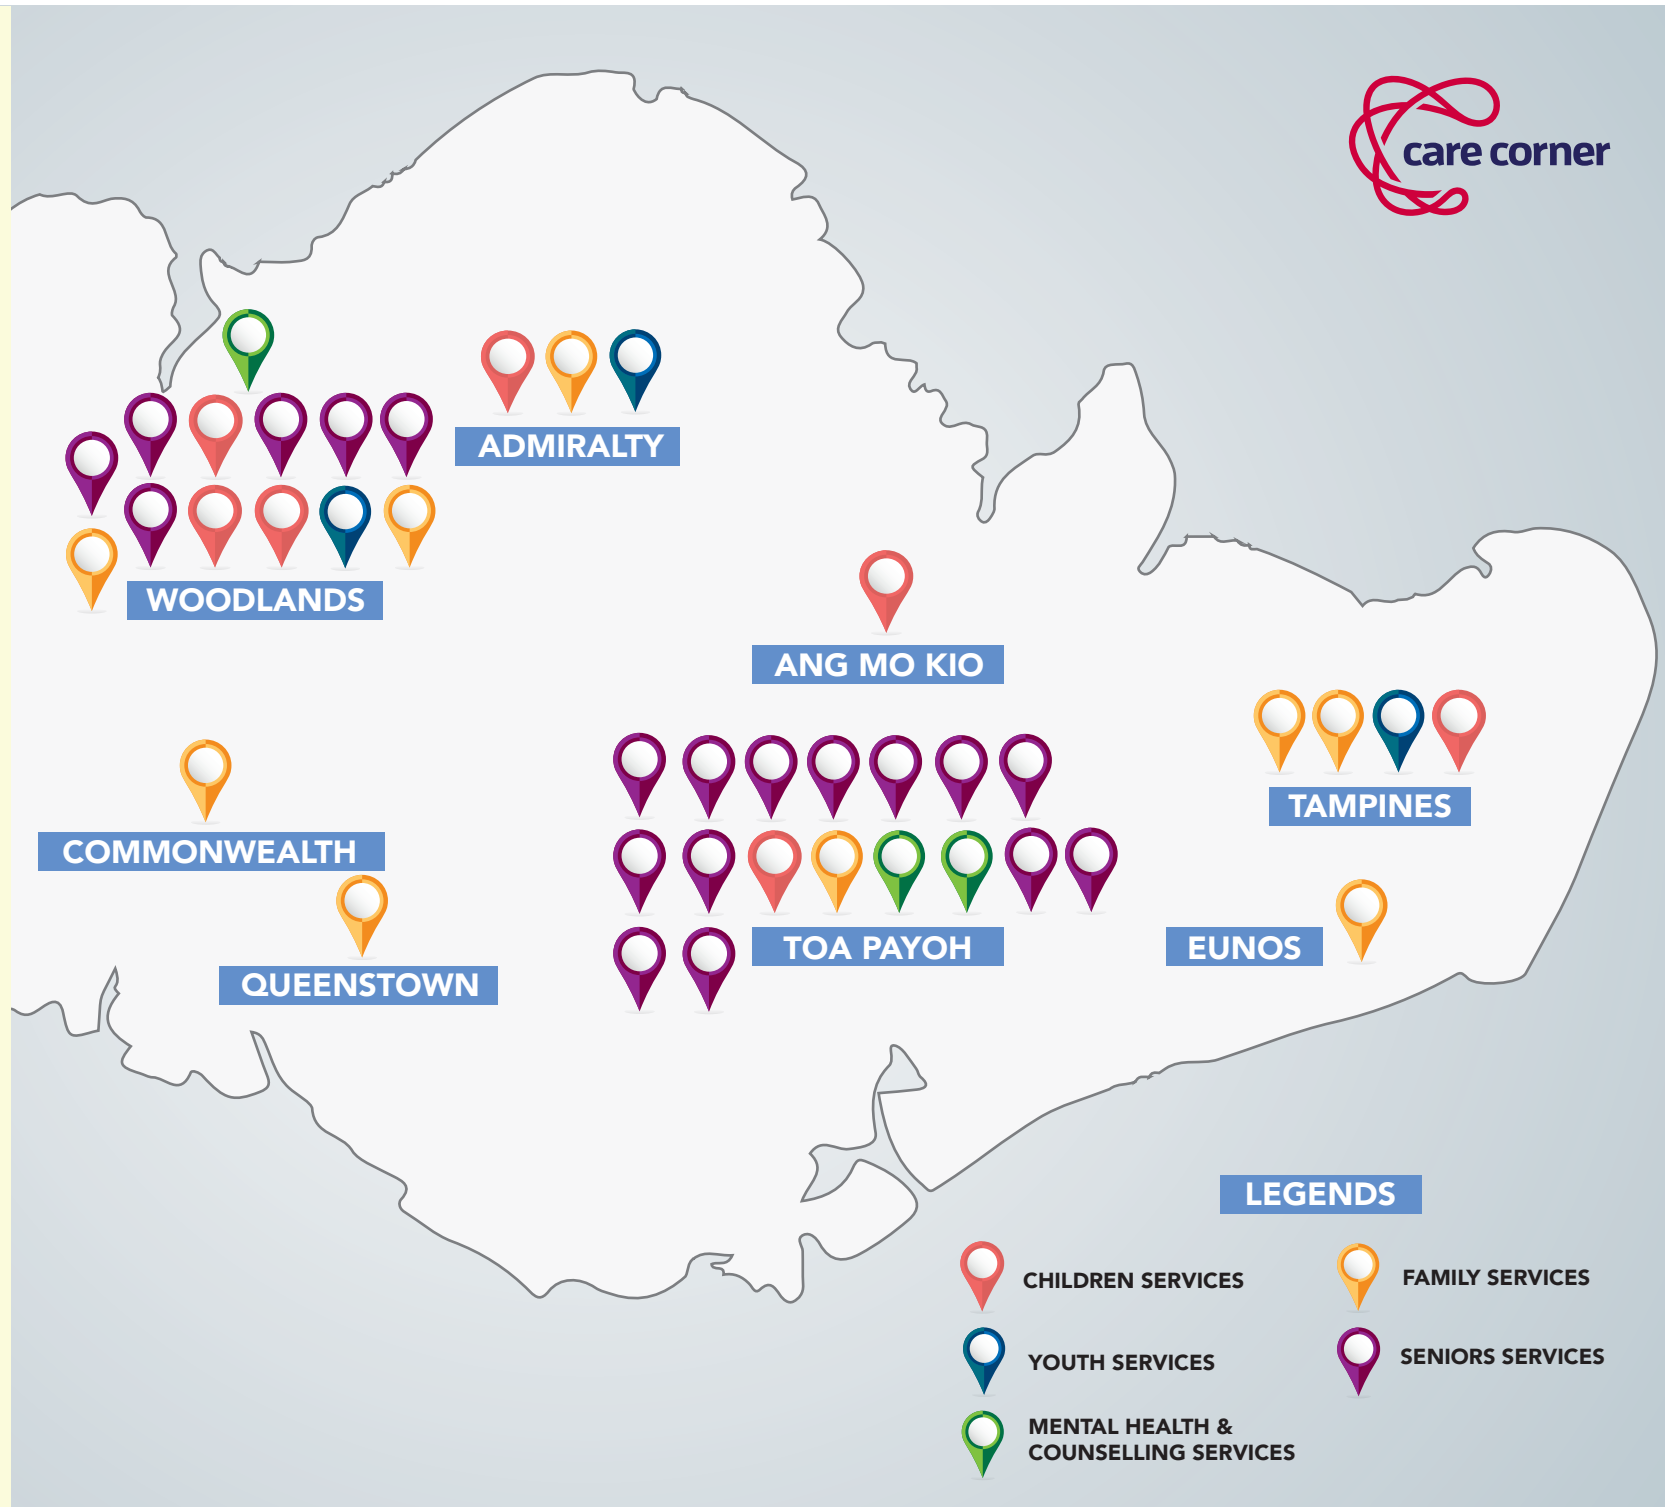 care corner
ADMIRALTY
WOODLANDS
ANG MO KIO
TAMPINES
COMMONWEALTH
QUEENSTOWN
TOA PAYOH
EUNOS
LEGENDS
CHILDREN SERVICES
FAMILY SERVICES
YOUTH SERVICES
SENIORS SERVICES
MENTAL HEALTH &
COUNSELLING SERVICES